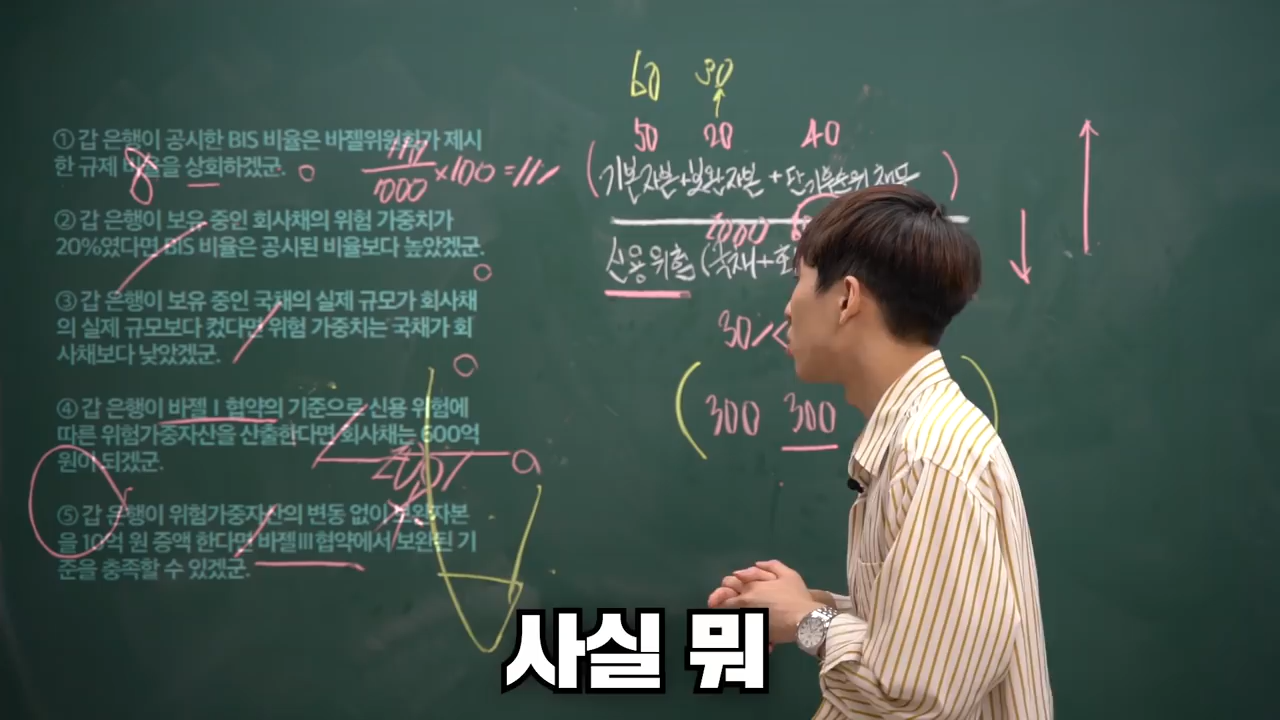 ① 갑 은행이 공시한 BIS 비율은 바젤위원회가 제시
한 규제 비율을 상회하겠군.
8
② 갑 은행이 보유 중인 회사채의 위험 가중치가
20%였다면 BIS 비율은 공시된 비율보다 높았겠군.
③ 갑 은행이 보유 중인 국채의 실제 규모가 회사채
의 실제 규모보다 컸다면 위험 가중치는 국채가 회
사채보다 낮았겠군.
④ 갑 은행이 바젤 I 협약의 기준으로 신용 위험에
따른 위험가중자산을 산출한다면 회사채는 600억
원이 되겠군.
⑤ 갑 은행이 위험가중자산의 변동 없이 보완자본
을 10억 원 증액 한다면 바젤Ⅲ협약에서 보완된 기
준을 충족할 수 있겠군.
110
1000 ×100 = 11%
60 30
50 20 40
(기본자본+보완자본 +단기후순위채무)
1000
신용위험 (국채+회
30
(300 300
사실 뭐